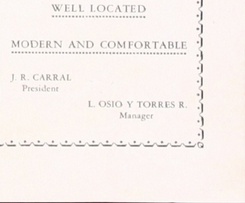 WELL LOCATED
MODERN AND COMFORTABLE
J. R. CARRAL
President
L. OSIO Y TORRES R.
Manager